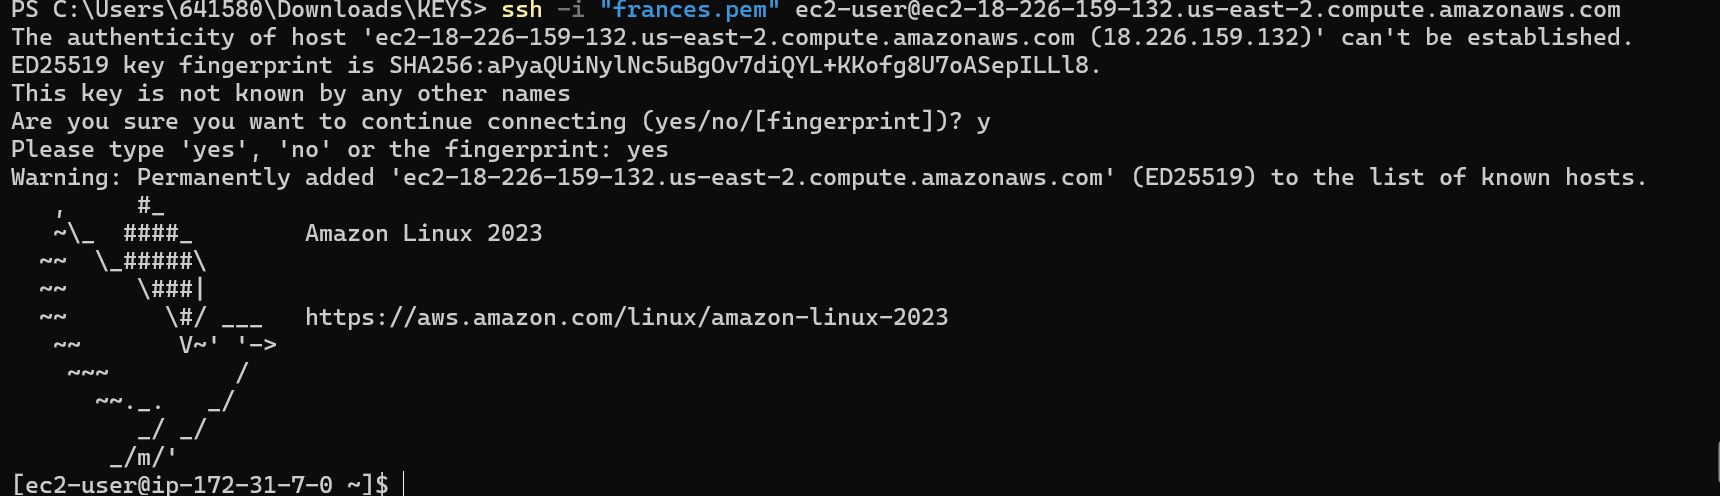 PS C:\Users\641580\Downloads\KEYS> ssh -i "frances.pem" ec2-user@ec2-18-226-159-132.us-east-2.compute.amazonaws.com
The authenticity of host 'ec2-18-226-159-132.us-east-2.compute.amazonaws.com (18.226.159.132)' can't be established.
ED25519 key fingerprint is SHA256:aPyaQUiNylNc5uBgOv7diQYL+KKofg8U7oASepILLl8.
This key is not known by any other names
Are you sure you want to continue connecting (yes/no/[fingerprint])? y
Please type 'yes', 'no' or the fingerprint: yes
Warning: Permanently added 'ec2-18-226-159-132.us-east-2.compute.amazonaws.com' (ED25519) to the list of known hosts.
   ,     #_
   ~\_  ####_        Amazon Linux 2023
  ~~  \_#####\
  ~~     \###|
  ~~       \#/ ___   https://aws.amazon.com/linux/amazon-linux-2023
   ~~       V~' '->
    ~~~         /
      ~~._.   _/
         _/ _/
       _/m/'
[ec2-user@ip-172-31-7-0 ~]$